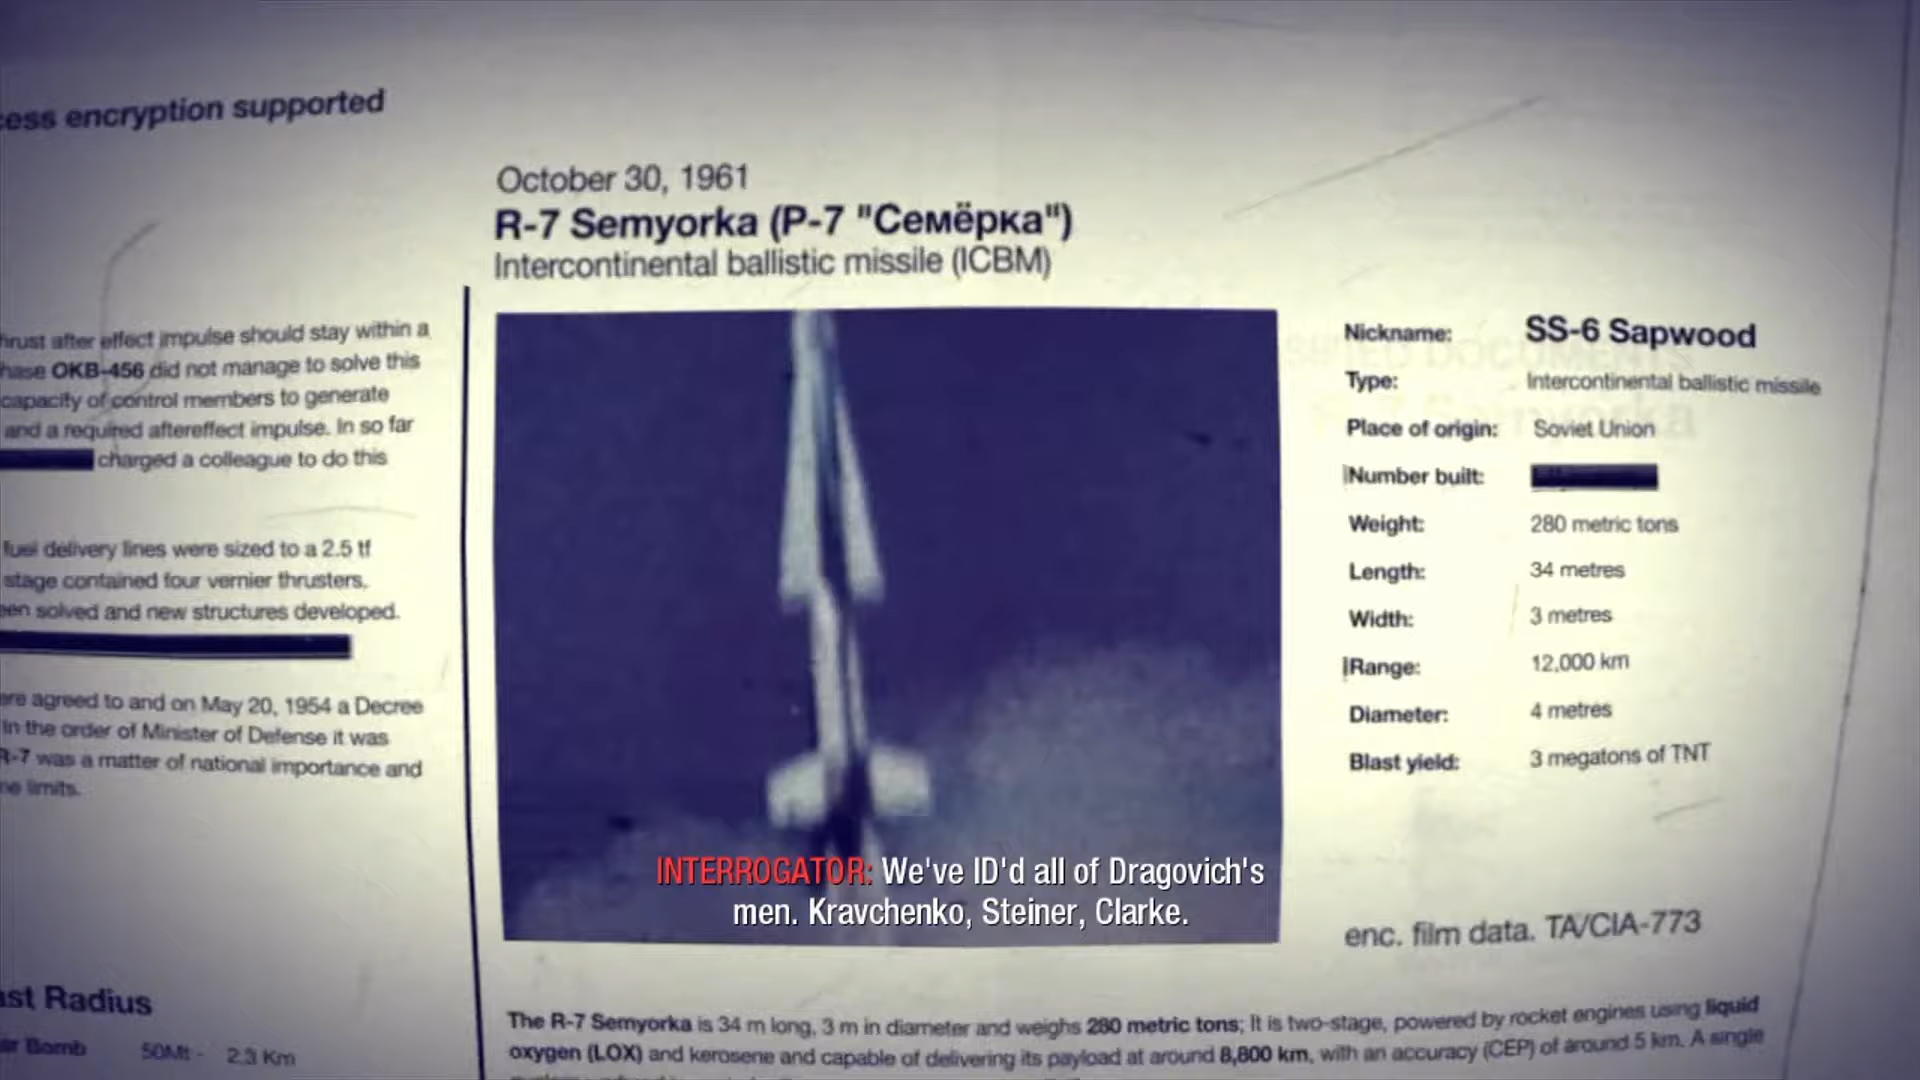 cess encryption supported
October 30, 1961
R-7 Semyorka (Р-7 "Семёрка")
Intercontinental ballistic missile (ICBM)
hrust after effect impulse should stay within a
hase OKB-456 did not manage to solve this
capacity of control members to generate
and a required aftereffect impulse. In so far
charged a colleague to do this
fuel delivery lines were sized to a 2.5 tf
stage contained four vernier thrusters,
een solved and new structures developed.
ere agreed to and on May 20, 1954 a Decree
In the order of Minister of Defense it was
R-7 was a matter of national importance and
ne limits.
ast Radius
ar Bomb 50Mt - 2.3 Km
Nickname: SS-6 Sapwood
Type: Intercontinental ballistic missile
Place of origin: Soviet Union
Number built:
Weight: 280 metric tons
Length: 34 metres
Width: 3 metres
Range: 12,000 km
Diameter: 4 metres
Blast yield: 3 megatons of TNT
INTERROGATOR: We've ID'd all of Dragovich's
men. Kravchenko, Steiner, Clarke.
enc. film data. TA/CIA-773
The R-7 Semyorka is 34 m long, 3 m in diameter and weighs 280 metric tons; It is two-stage, powered by rocket engines using liquid
oxygen (LOX) and kerosene and capable of delivering its payload at around 8,800 km, with an accuracy (CEP) of around 5 km. A single